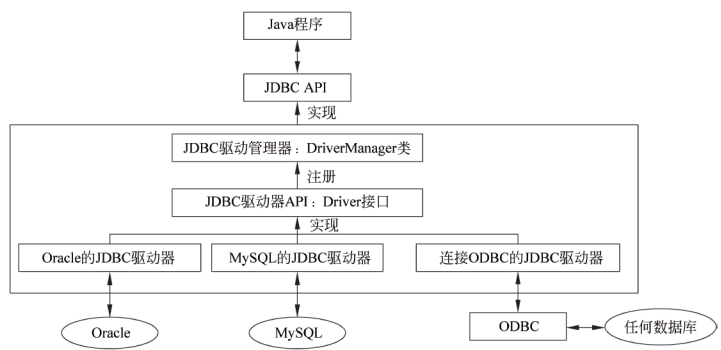 Java程序
JDBC API
实现
JDBC驱动管理器：DriverManager类
注册
JDBC驱动器API：Driver接口
实现
Oracle的JDBC驱动器
MySQL的JDBC驱动器
连接ODBC的JDBC驱动器
Oracle
MySQL
ODBC
任何数据库